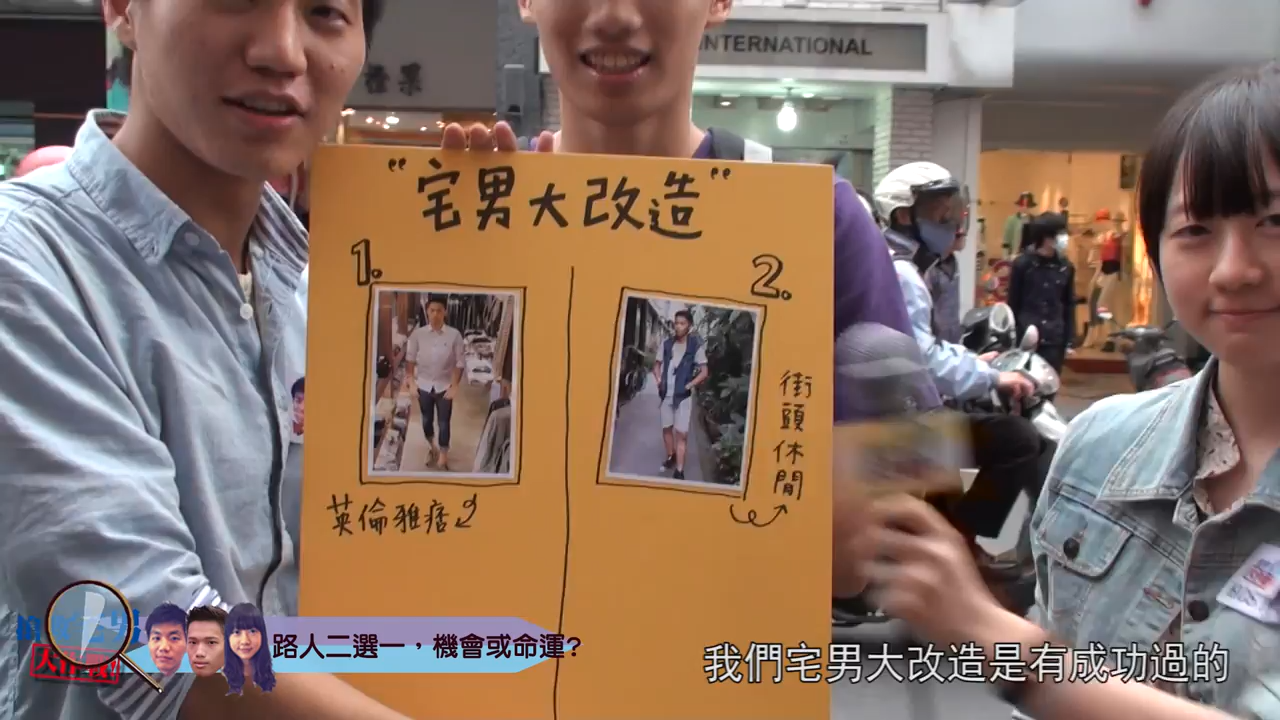 INTERNATIONAL
“宅男大改造“
1.
2.
街頭休閒
英倫雅痞
路人二選一，機會或命運?
我們宅男大改造是有成功過的